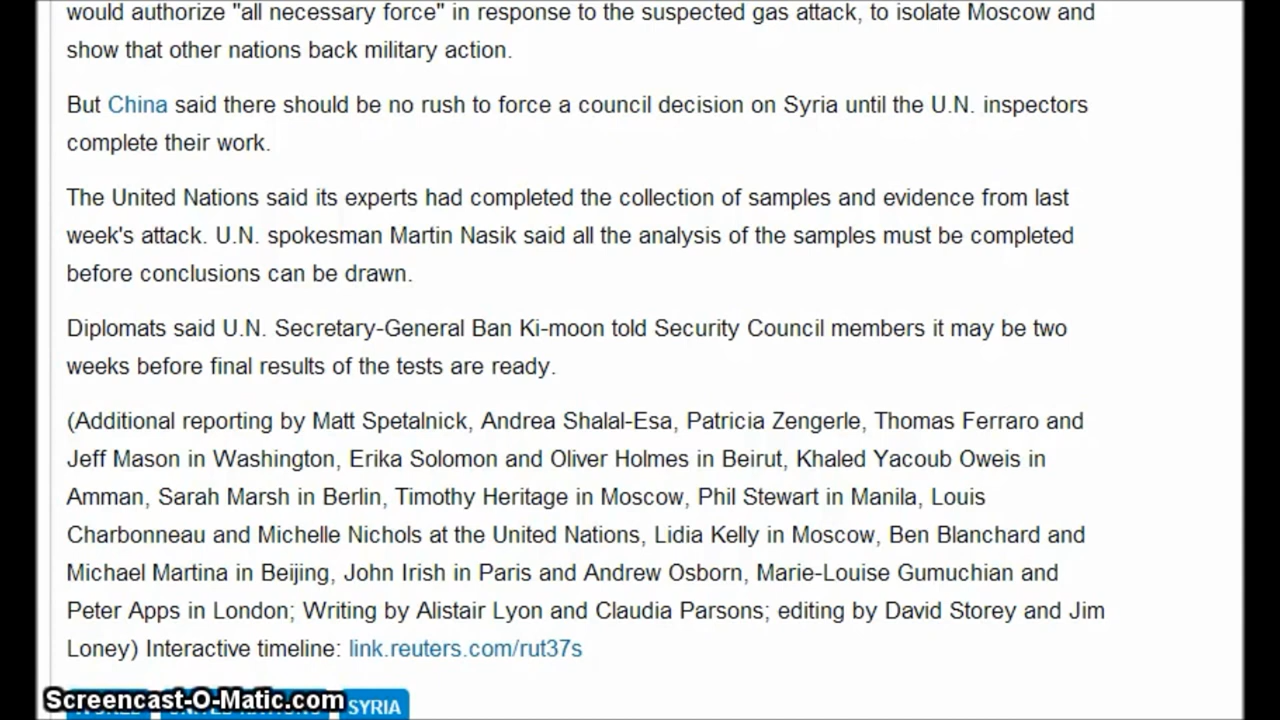 would authorize "all necessary force" in response to the suspected gas attack, to isolate Moscow and
show that other nations back military action.
But China said there should be no rush to force a council decision on Syria until the U.N. inspectors
complete their work.
The United Nations said its experts had completed the collection of samples and evidence from last
week's attack. U.N. spokesman Martin Nasik said all the analysis of the samples must be completed
before conclusions can be drawn.
Diplomats said U.N. Secretary-General Ban Ki-moon told Security Council members it may be two
weeks before final results of the tests are ready.
(Additional reporting by Matt Spetalnick, Andrea Shalal-Esa, Patricia Zengerle, Thomas Ferraro and
Jeff Mason in Washington, Erika Solomon and Oliver Holmes in Beirut, Khaled Yacoub Oweis in
Amman, Sarah Marsh in Berlin, Timothy Heritage in Moscow, Phil Stewart in Manila, Louis
Charbonneau and Michelle Nichols at the United Nations, Lidia Kelly in Moscow, Ben Blanchard and
Michael Martina in Beijing, John Irish in Paris and Andrew Osborn, Marie-Louise Gumuchian and
Peter Apps in London; Writing by Alistair Lyon and Claudia Parsons; editing by David Storey and Jim
Loney) Interactive timeline: link.reuters.com/rut37s
Screencast-O-Matic.com
SYRIA